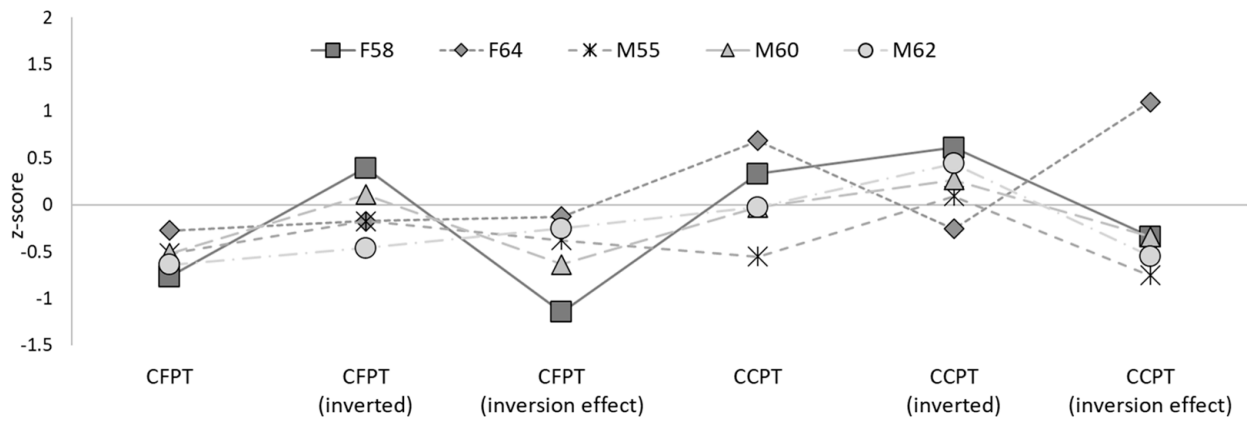 2
1.5
1
0.5
0
-0.5
-1
-1.5
z-score
F58 F64 M55 M60 M62
CFPT CFPT CFPT CCPT CCPT CCPT
(inverted) (inversion effect) (inverted) (inversion effect)